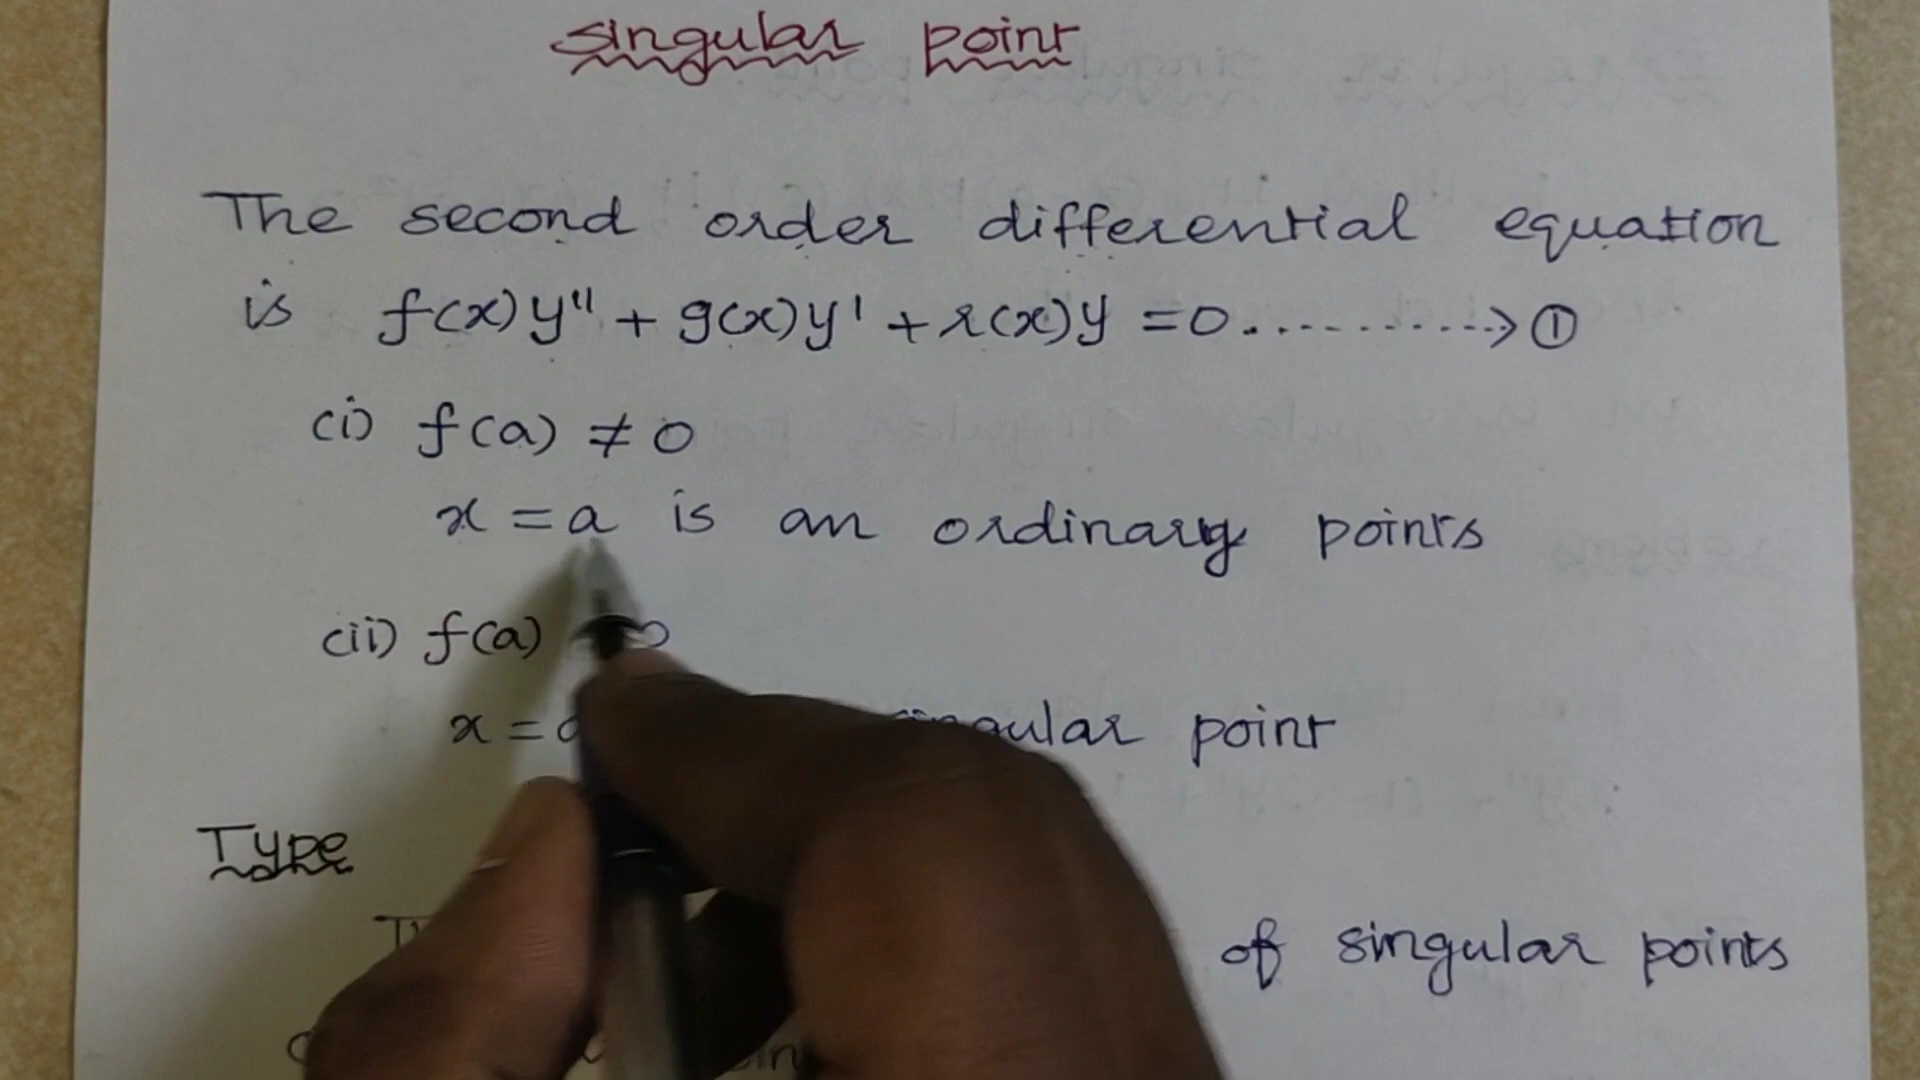 singular point
The second order differential equation
is f(x)y'' + g(x)y' + r(x)y = 0. ..........> ①
(i) f(a) ≠ 0
x = a is an ordinary points
(ii) f(a)
x = singular point
Type
of singular points